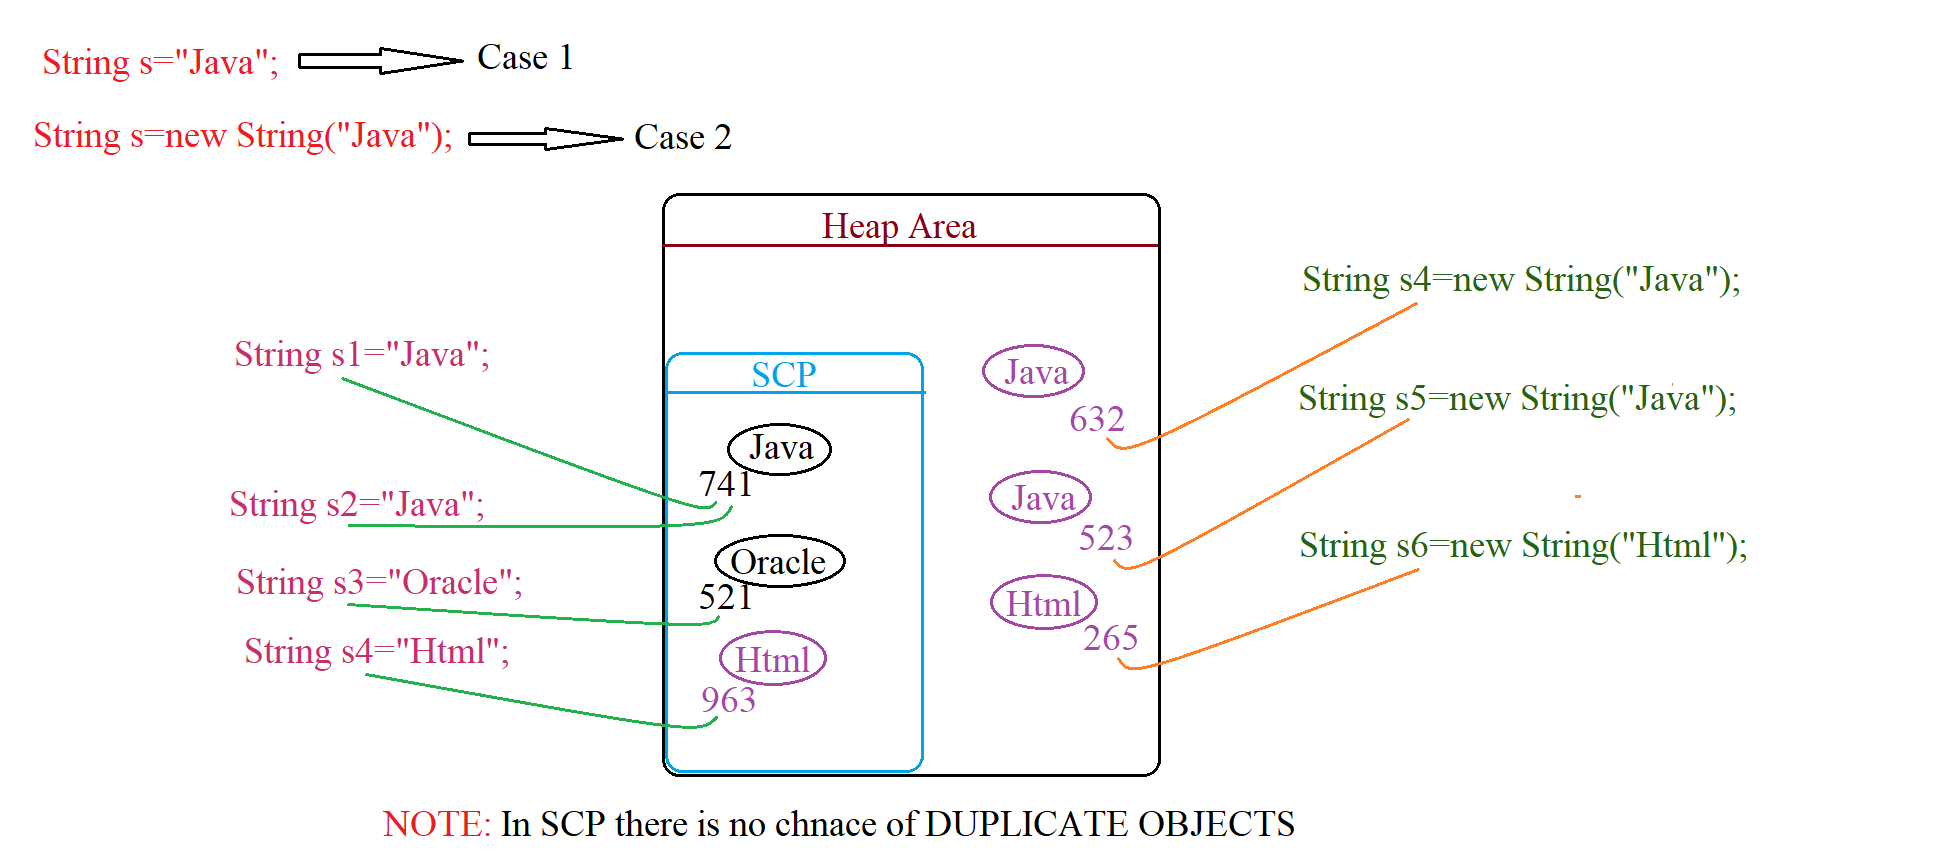 String s="Java";
Case 1
String s=new String("Java");
Case 2
Heap Area
String s1="Java";
String s2="Java";
String s3="Oracle";
String s4="Html";
SCP
Java
741
Oracle
521
Html
963
Java
632
Java
523
Html
265
String s4=new String("Java");
String s5=new String("Java");
String s6=new String("Html");
NOTE: In SCP there is no chnace of DUPLICATE OBJECTS